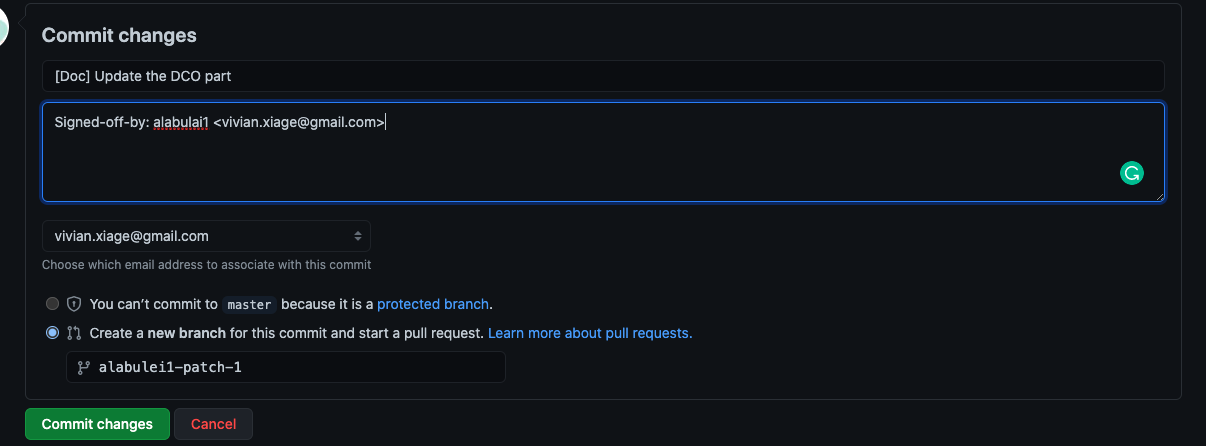 Commit changes
[Doc] Update the DCO part
Signed-off-by: alabulai1 <vivian.xiage@gmail.com>
vivian.xiage@gmail.com
Choose which email address to associate with this commit
You can’t commit to master because it is a protected branch.
Create a new branch for this commit and start a pull request. Learn more about pull requests.
alabulei1-patch-1
Commit changes Cancel